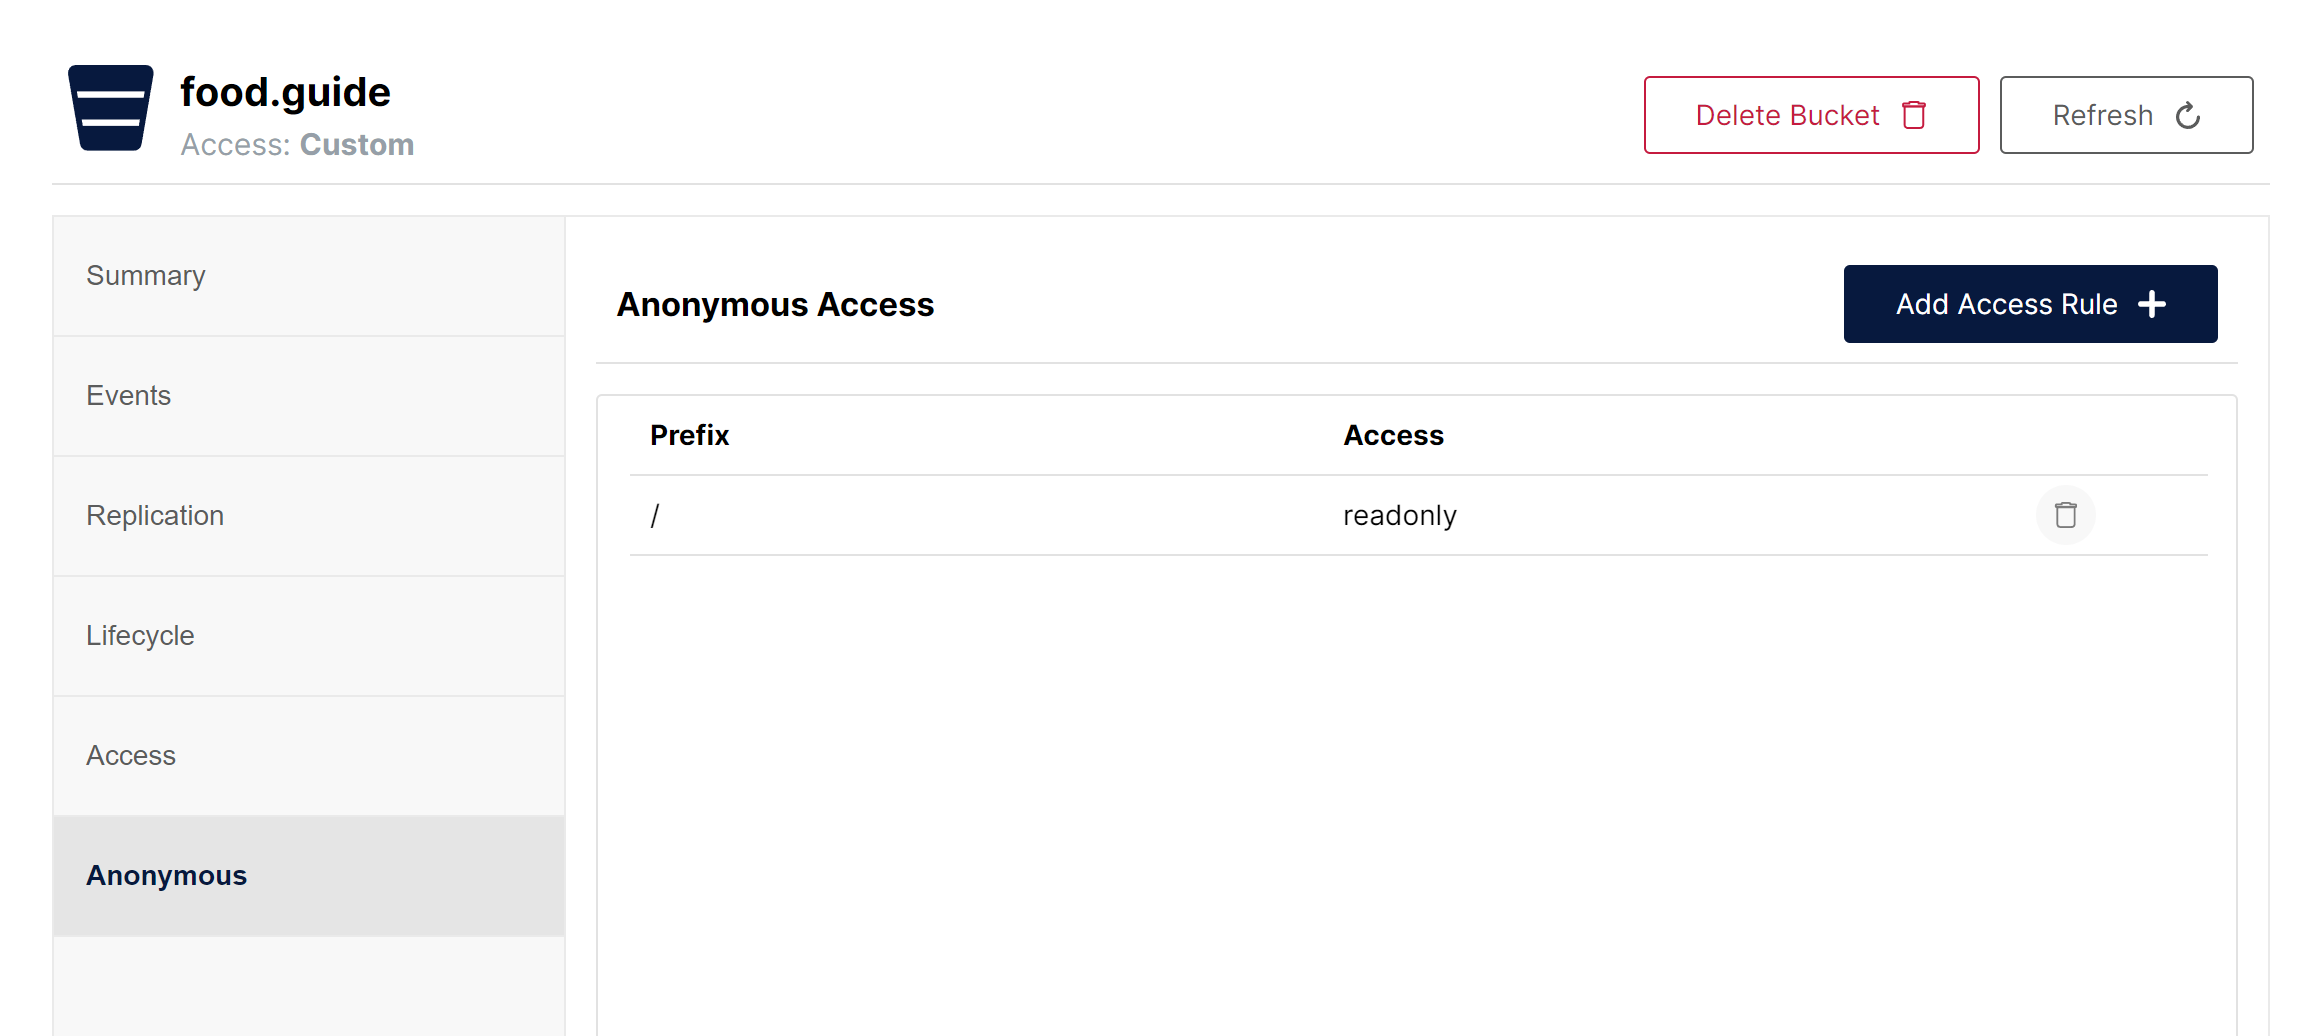 food.guide
Access: Custom
Delete Bucket
Refresh
Summary
Events
Replication
Lifecycle
Access
Anonymous
Anonymous Access
Add Access Rule
Prefix Access
/ readonly